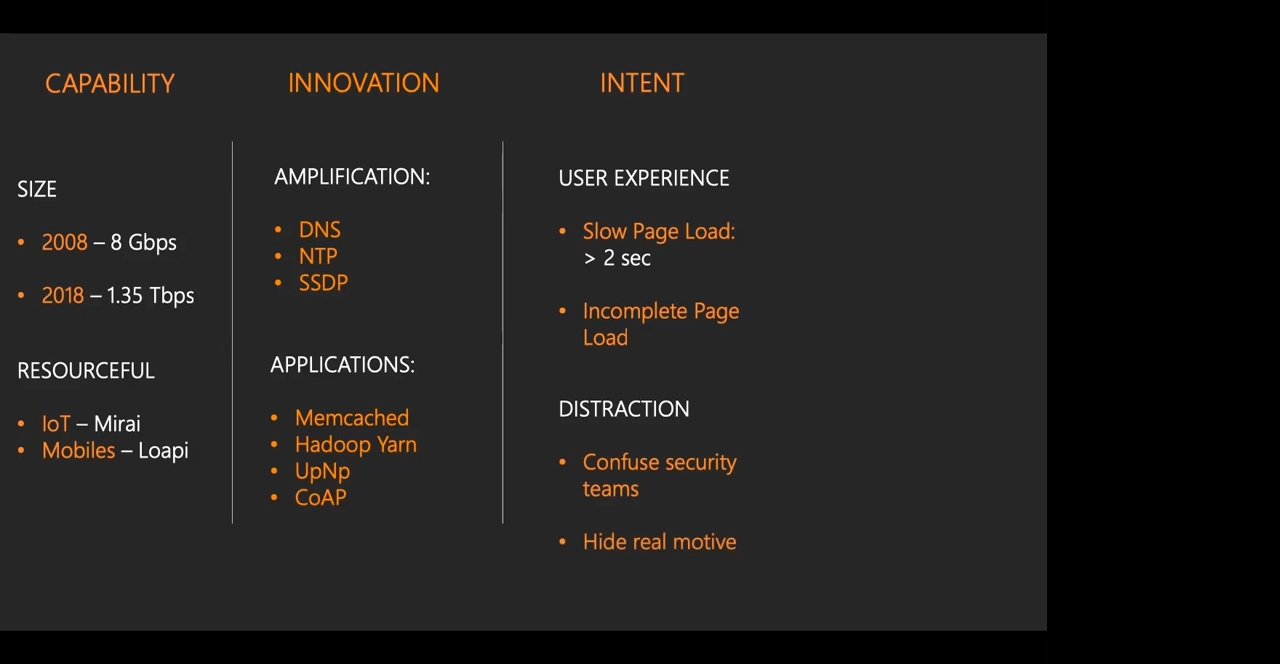 CAPABILITY
SIZE
• 2008 – 8 Gbps
• 2018 – 1.35 Tbps
RESOURCEFUL
• IoT – Mirai
• Mobiles – Loapi
INNOVATION
AMPLIFICATION:
• DNS
• NTP
• SSDP
APPLICATIONS:
• Memcached
• Hadoop Yarn
• UpNp
• CoAP
INTENT
USER EXPERIENCE
• Slow Page Load:
> 2 sec
• Incomplete Page
Load
DISTRACTION
• Confuse security
teams
• Hide real motive